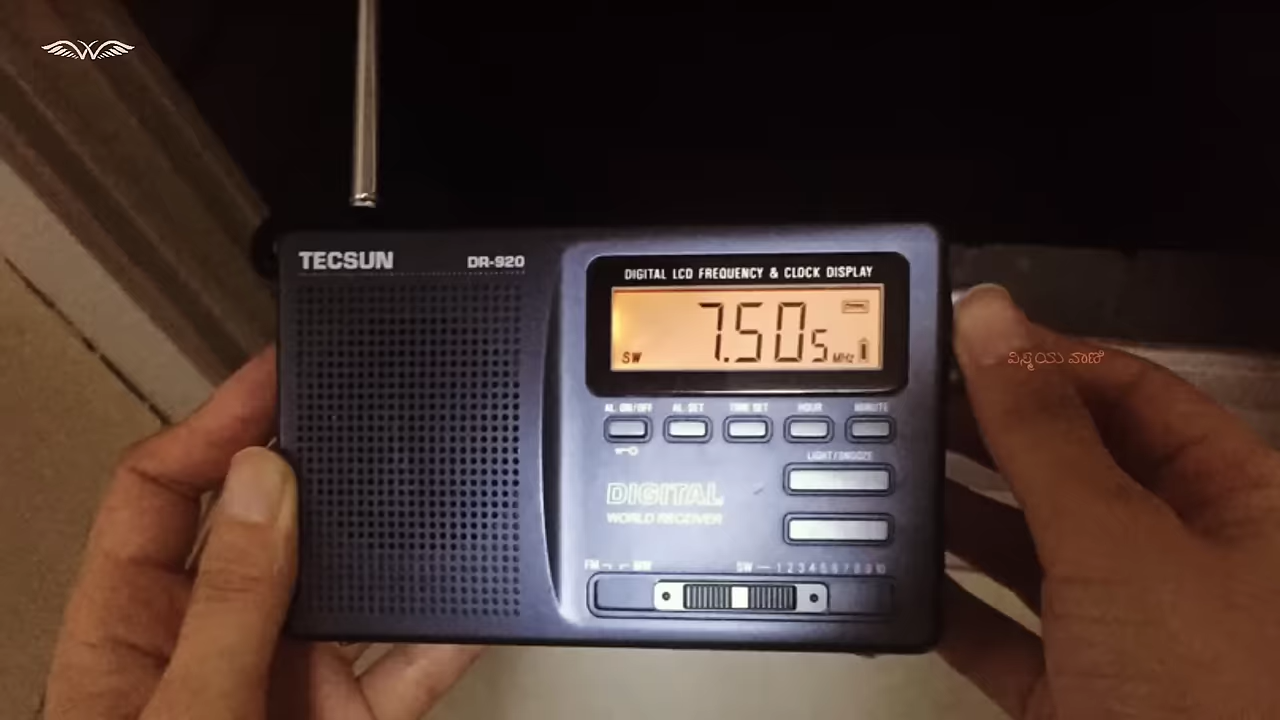 TECSUN
DR-920
DIGITAL LCD FREQUENCY & CLOCK DISPLAY
7.505
SW
MHz
AL ON/OFF AL SET TIME SET HOUR MINUTE
LIGHT/SNOOZE
DIGITAL
WORLD RECEIVER
FM MW SW 1 2 3 4 5 6 7 8 9 10
ವಿಸ್ಮಯ ವಾಣಿ